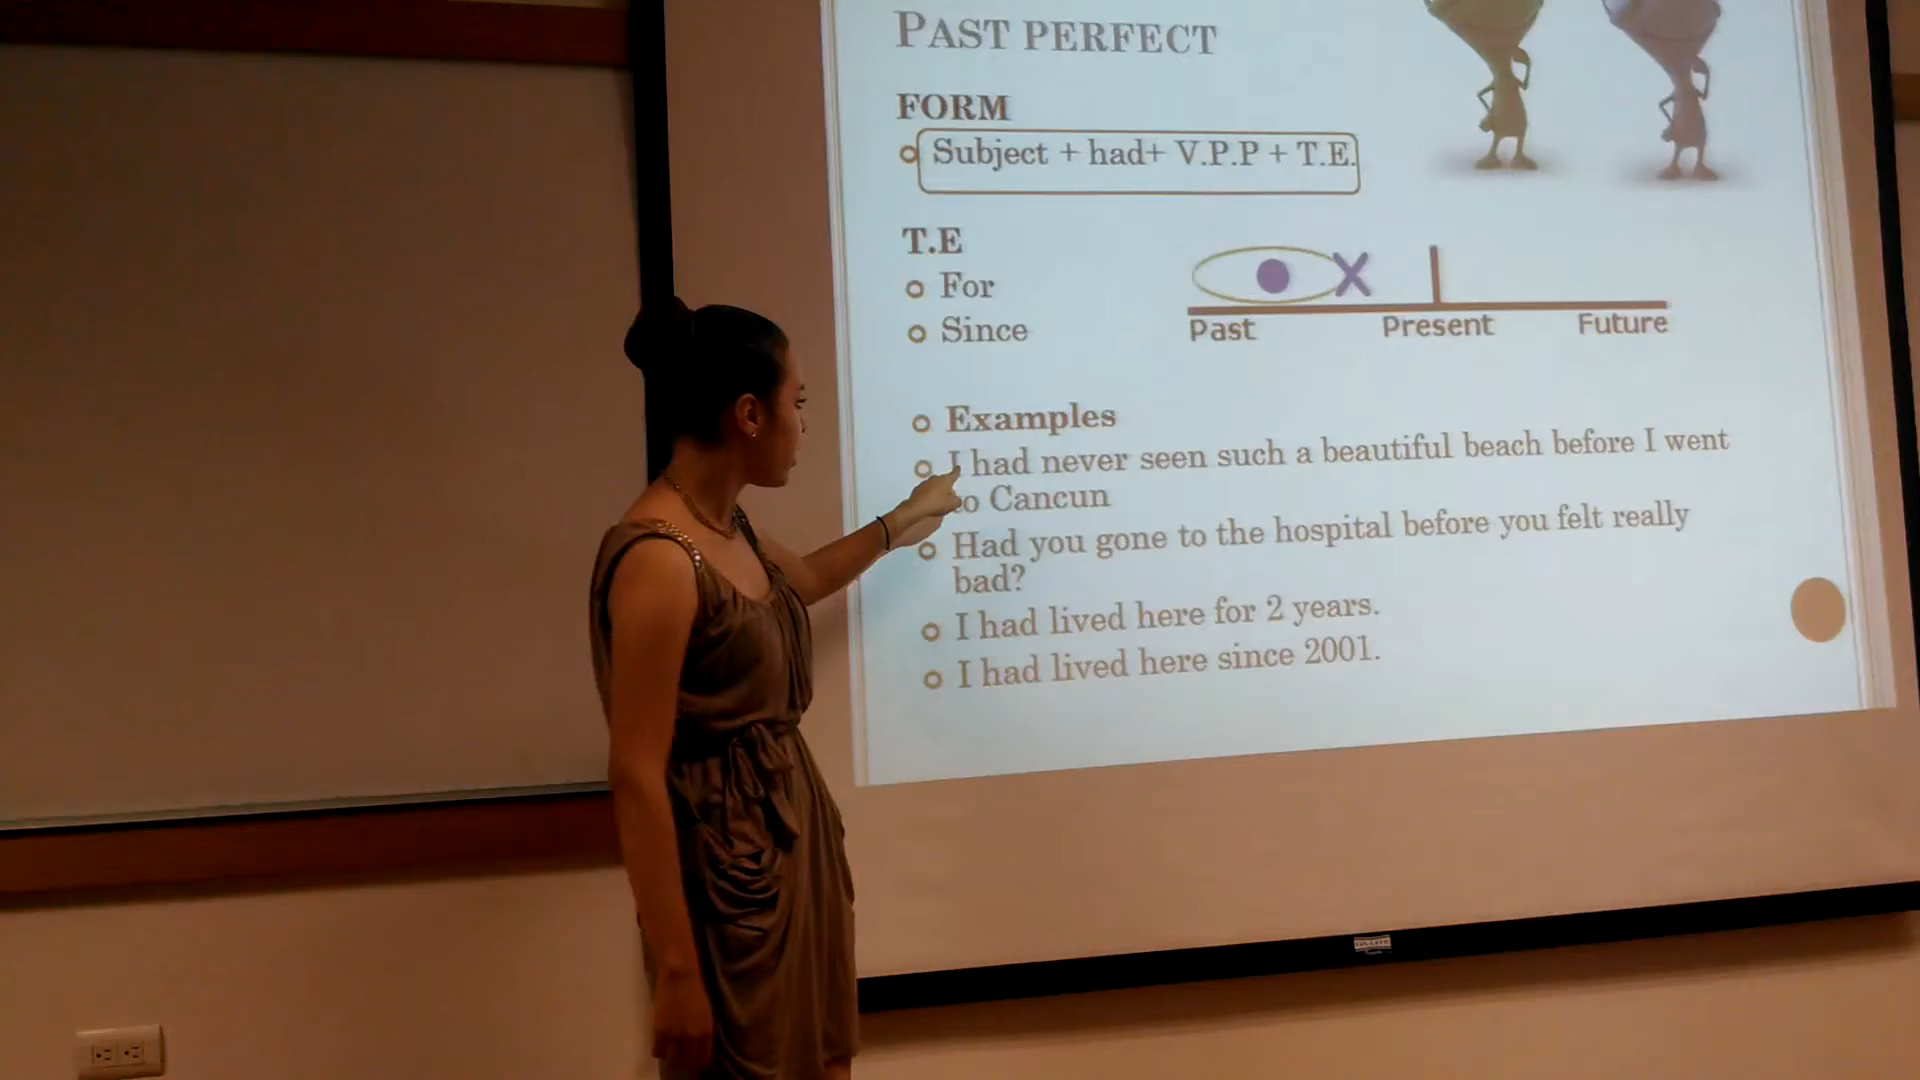 PAST PERFECT
FORM
Subject + had+ V.P.P + T.E.
T.E
For
Since
Past Present Future
Examples
I had never seen such a beautiful beach before I went
to Cancun
Had you gone to the hospital before you felt really
bad?
I had lived here for 2 years.
I had lived here since 2001.